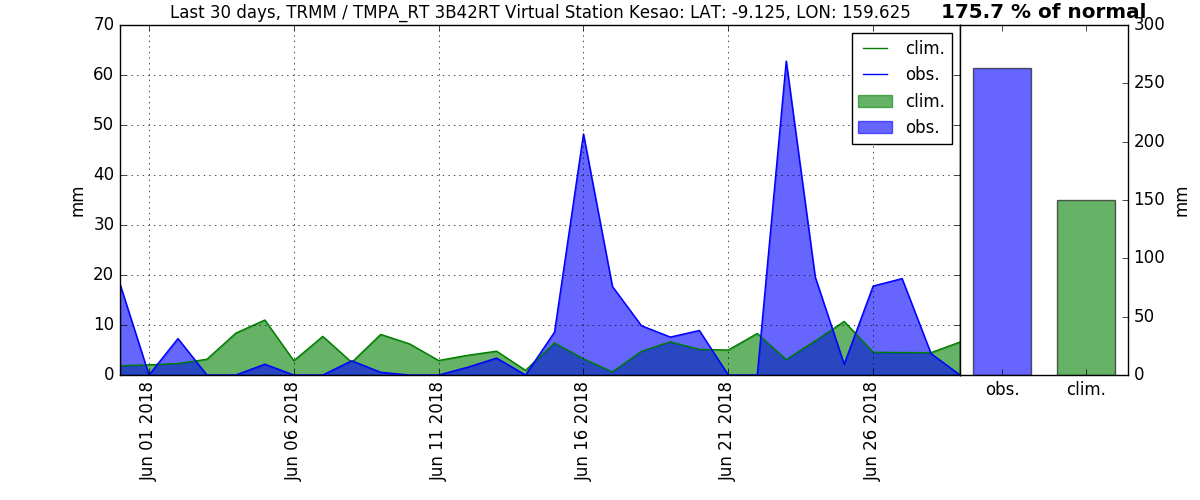 Last 30 days, TRMM / TMPA_RT 3B42RT Virtual Station Kesao: LAT: -9.125, LON: 159.625
175.7 % of normal
70
60
50
40
30
20
10
0
mm
clim.
obs.
clim.
obs.
Jun 01 2018
Jun 06 2018
Jun 11 2018
Jun 16 2018
Jun 21 2018
Jun 26 2018
300
250
200
150
100
50
0
mm
obs.
clim.